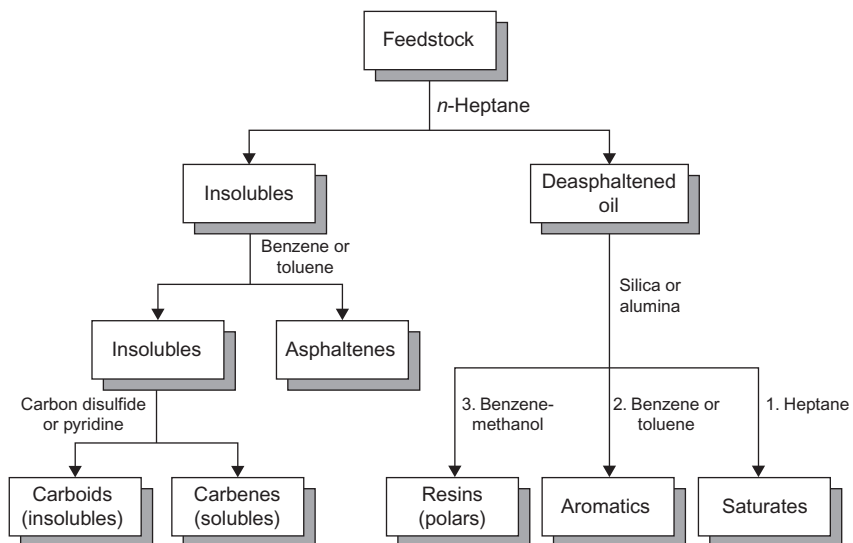 Feedstock
n-Heptane
Insolubles
Deasphaltened
oil
Benzene or
toluene
Silica or
alumina
Insolubles
Asphaltenes
Carbon disulfide
or pyridine
3. Benzene-
methanol
2. Benzene or
toluene
1. Heptane
Carboids
(insolubles)
Carbenes
(solubles)
Resins
(polars)
Aromatics
Saturates